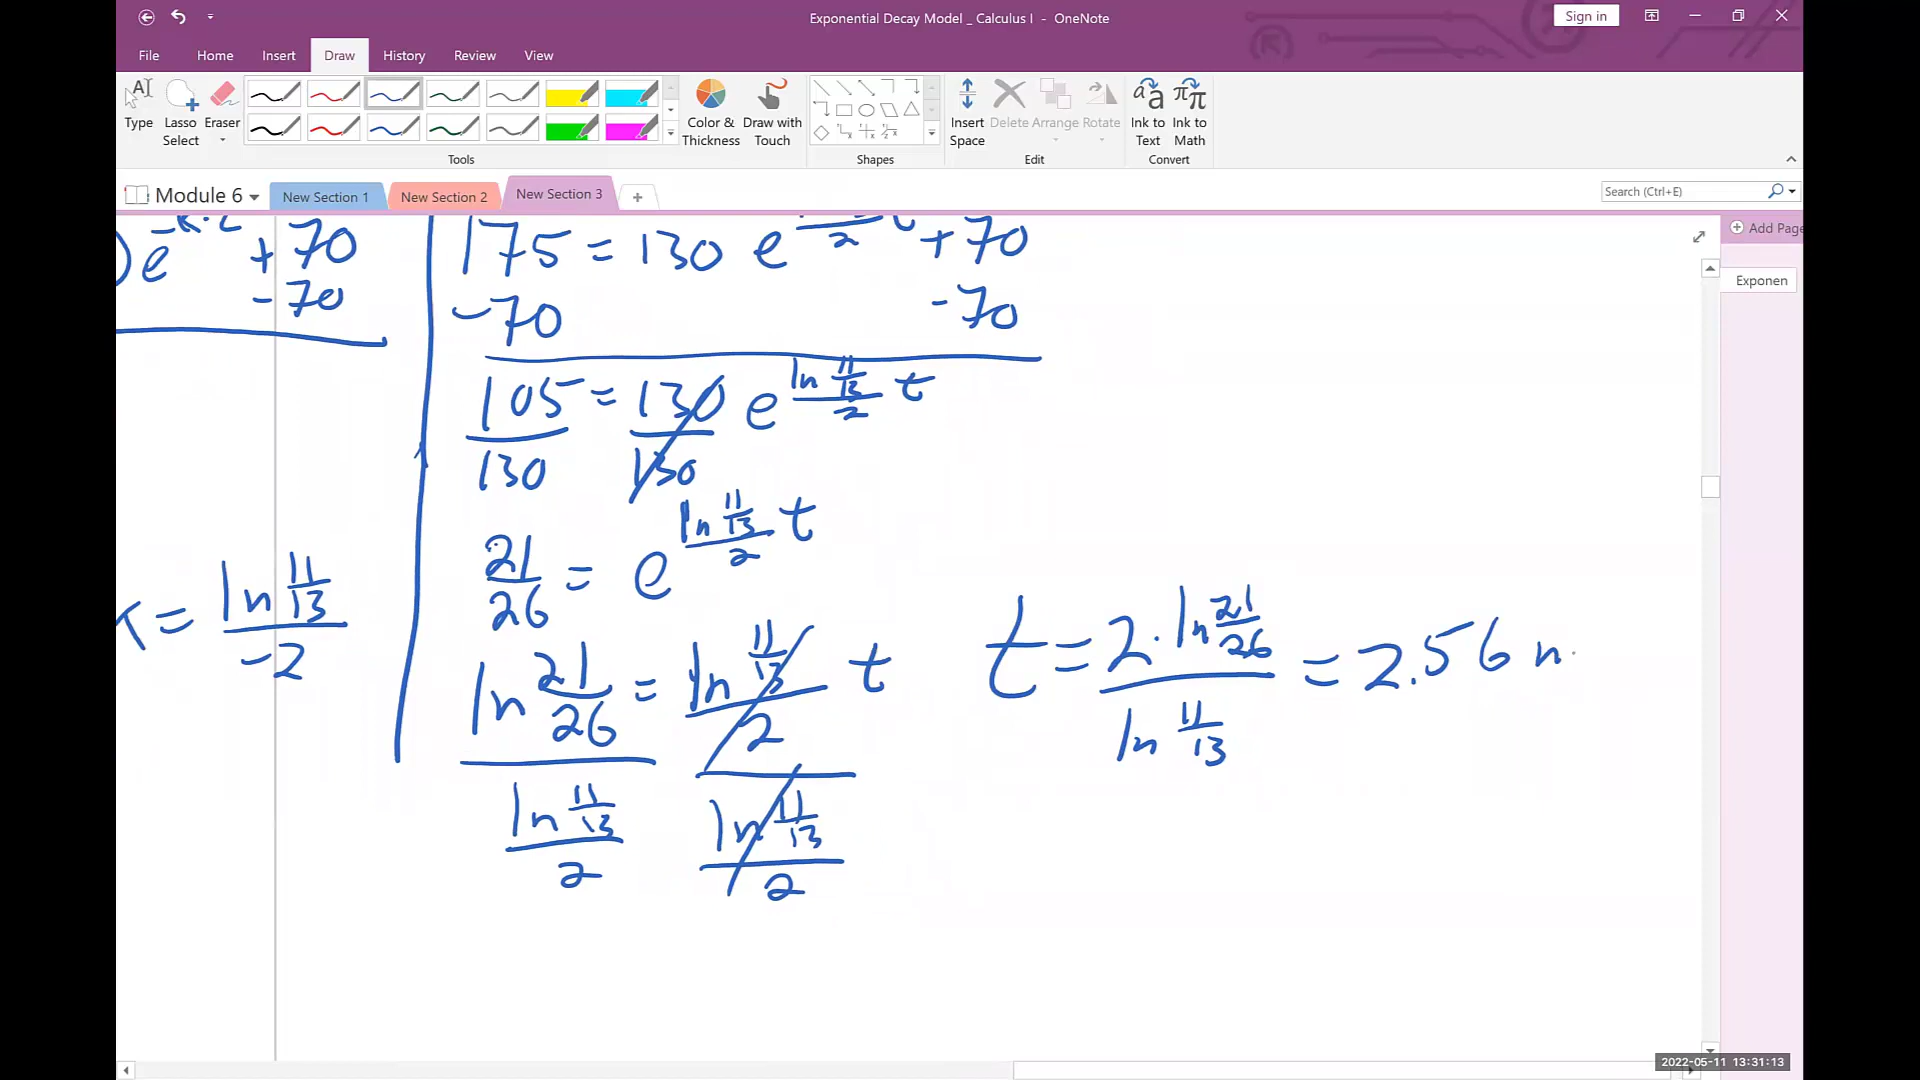 Exponential Decay Model _ Calculus I - OneNote
Sign in
File Home Insert Draw History Review View
Type
Lasso Select
Eraser
Color & Thickness
Draw with Touch
Insert Space
Delete
Arrange
Rotate
Ink to Text
Ink to Math
Tools
Shapes
Edit
Convert
Module 6
New Section 1
New Section 2
New Section 3
Search (Ctrl+E)
Add Page
Exponen
)e^{-k·2} + 70
-70
k = (ln 11/13)/-2
175 = 130 e + 70
-70 -70
105 = 130 e^{(ln 11/13)/2 t}
130 130
21/26 = e^{(ln 11/13)/2 t}
ln 21/26 = (ln 11/13)/2 t
(ln 11/13)/2 (ln 11/13)/2
t = (2·ln 21/26)/(ln 11/13) = 2.56
2022-05-11 13:31:13